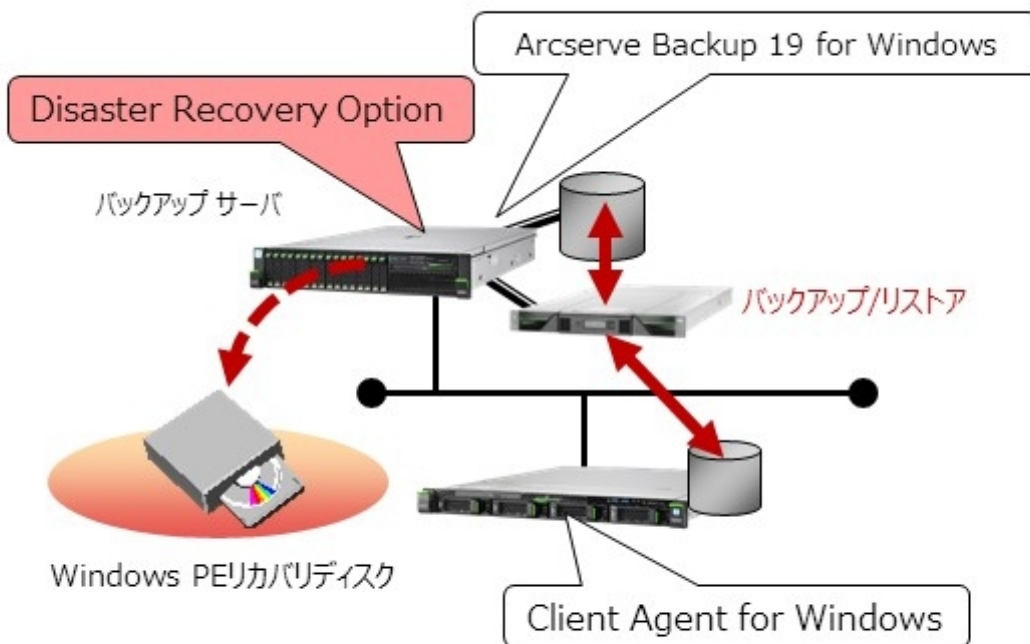 Arcserve Backup 19 for Windows
Disaster Recovery Option
バックアップ サーバ
バックアップ/リストア
Windows PEリカバリディスク
Client Agent for Windows